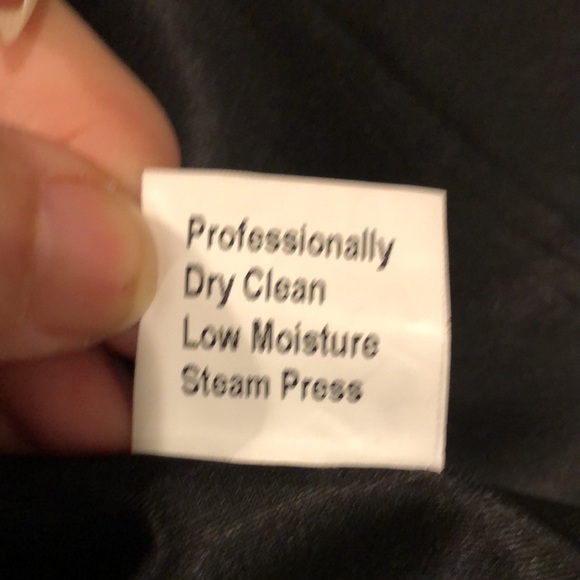 Professionally
Dry Clean
Low Moisture
Steam Press